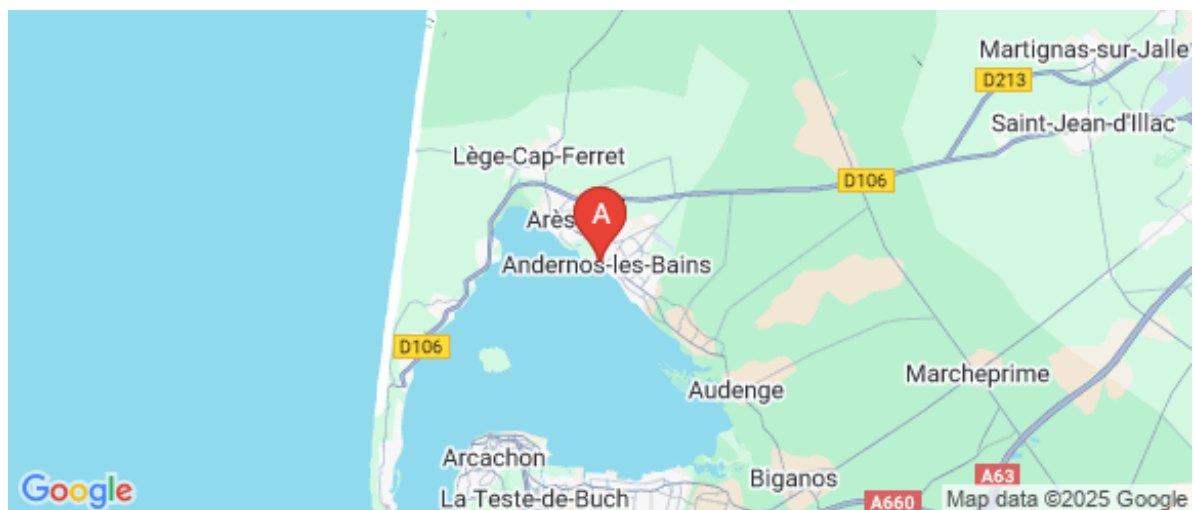 Martignas-sur-Jalle
D213
Saint-Jean-d'Illac
Lège-Cap-Ferret
D106
A
Arès
Andernos-les-Bains
D106
Marcheprime
Audenge
Arcachon
Biganos
A63
La Teste-de-Buch
A660
Google
Map data ©2025 Google